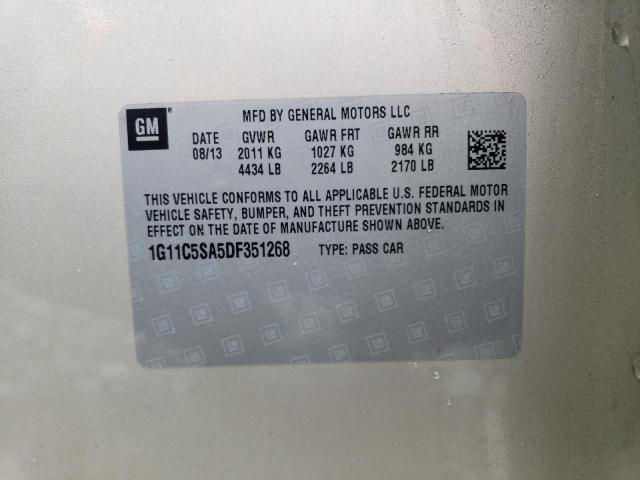 GM®
MFD BY GENERAL MOTORS LLC
DATE GVWR GAWR FRT GAWR RR
08/13 2011 KG 1027 KG 984 KG
4434 LB 2264 LB 2170 LB
THIS VEHICLE CONFORMS TO ALL APPLICABLE U.S. FEDERAL MOTOR
VEHICLE SAFETY, BUMPER, AND THEFT PREVENTION STANDARDS IN
EFFECT ON THE DATE OF MANUFACTURE SHOWN ABOVE.
1G11C5SA5DF351268 TYPE: PASS CAR